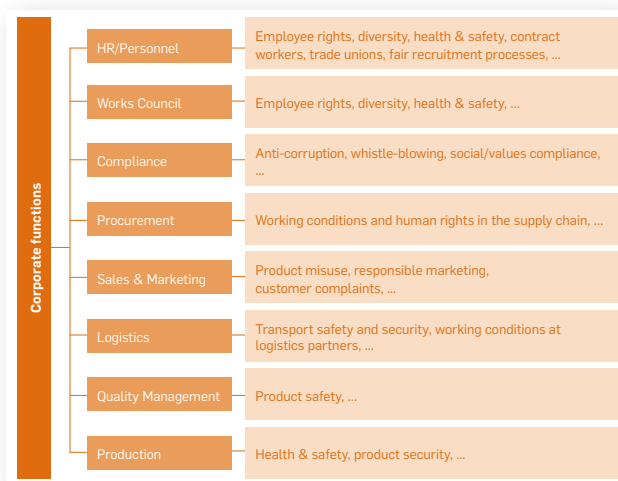 Corporate functions
HR/Personnel
Employee rights, diversity, health & safety, contract
workers, trade unions, fair recruitment processes, ...
Works Council
Employee rights, diversity, health & safety, ...
Compliance
Anti-corruption, whistle-blowing, social/values compliance,
...
Procurement
Working conditions and human rights in the supply chain, ...
Sales & Marketing
Product misuse, responsible marketing,
customer complaints, ...
Logistics
Transport safety and security, working conditions at
logistics partners, ...
Quality Management
Product safety, ...
Production
Health & safety, product security, ...